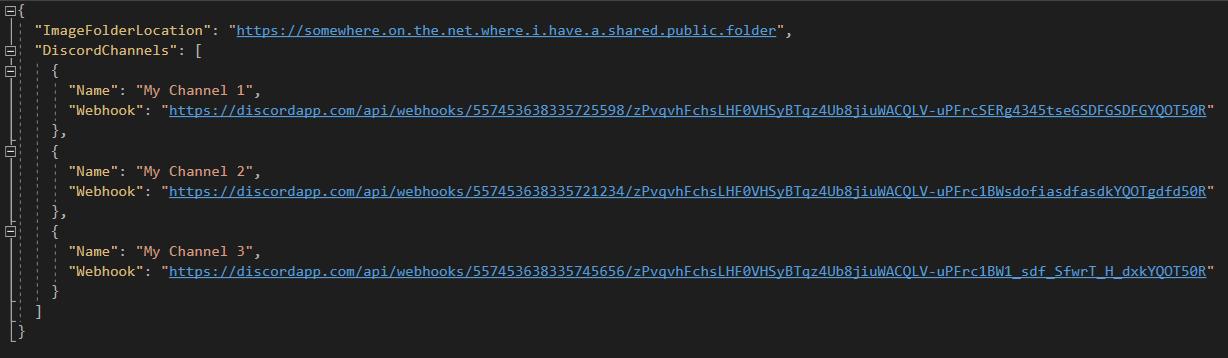 {
"ImageFolderLocation": "https://somewhere.on.the.net.where.i.have.a.shared.public.folder",
"DiscordChannels": [
{
"Name": "My Channel 1",
"Webhook": "https://discordapp.com/api/webhooks/557453638335725598/zPvqvhFchsLHF0VHSyBTqz4Ub8jiuWACQLV-uPFrcSERg4345tseGSDFGSDFGYQOT50R"
},
{
"Name": "My Channel 2",
"Webhook": "https://discordapp.com/api/webhooks/557453638335721234/zPvqvhFchsLHF0VHSyBTqz4Ub8jiuWACQLV-uPFrc1BWsdofiasdfasdkYQOTgdfd50R"
},
{
"Name": "My Channel 3",
"Webhook": "https://discordapp.com/api/webhooks/557453638335745656/zPvqvhFchsLHF0VHSyBTqz4Ub8jiuWACQLV-uPFrc1BW1_sdf_SfwrT_H_dxkYQOT50R"
}
]
}